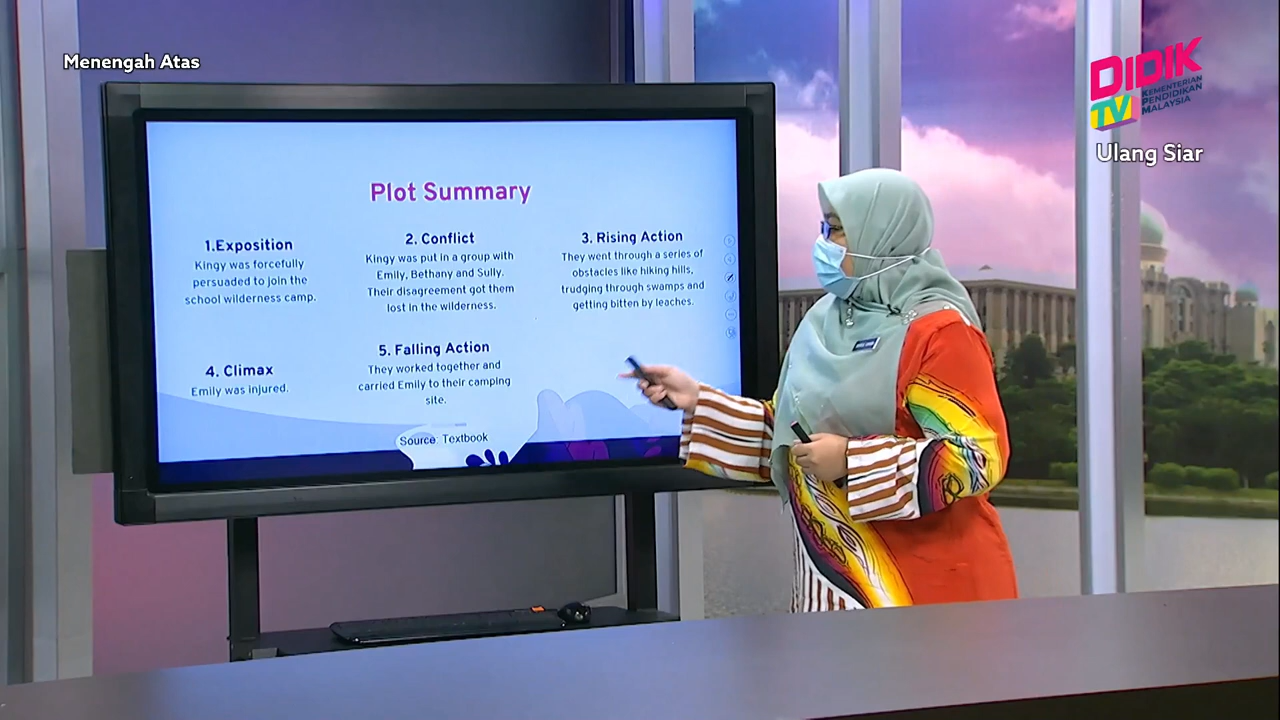 Menengah Atas
DIDIK
TV
KEMENTERIAN
PENDIDIKAN
MALAYSIA
Ulang Siar
Plot Summary
1.Exposition
Kingy was forcefully
persuaded to join the
school wilderness camp.
2. Conflict
Kingy was put in a group with
Emily, Bethany and Sully.
Their disagreement got them
lost in the wilderness.
3. Rising Action
They went through a series of
obstacles like hiking hills,
trudging through swamps and
getting bitten by leaches.
4. Climax
Emily was injured.
5. Falling Action
They worked together and
carried Emily to their camping
site.
Source: Textbook